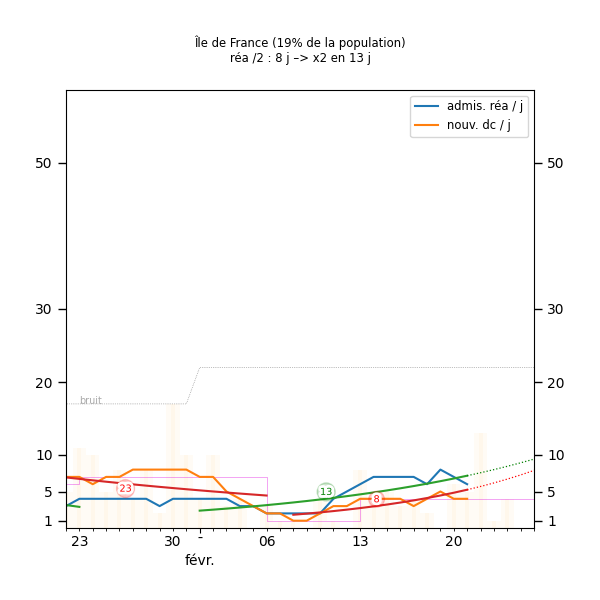 Île de France (19% de la population)
réa /2 : 8 j –> x2 en 13 j
admis. réa / j
nouv. dc / j
50 50
30 30
20 20
bruit
10 10
23 13 8
5 5
1 1
23 30 - 06 13 20
févr.